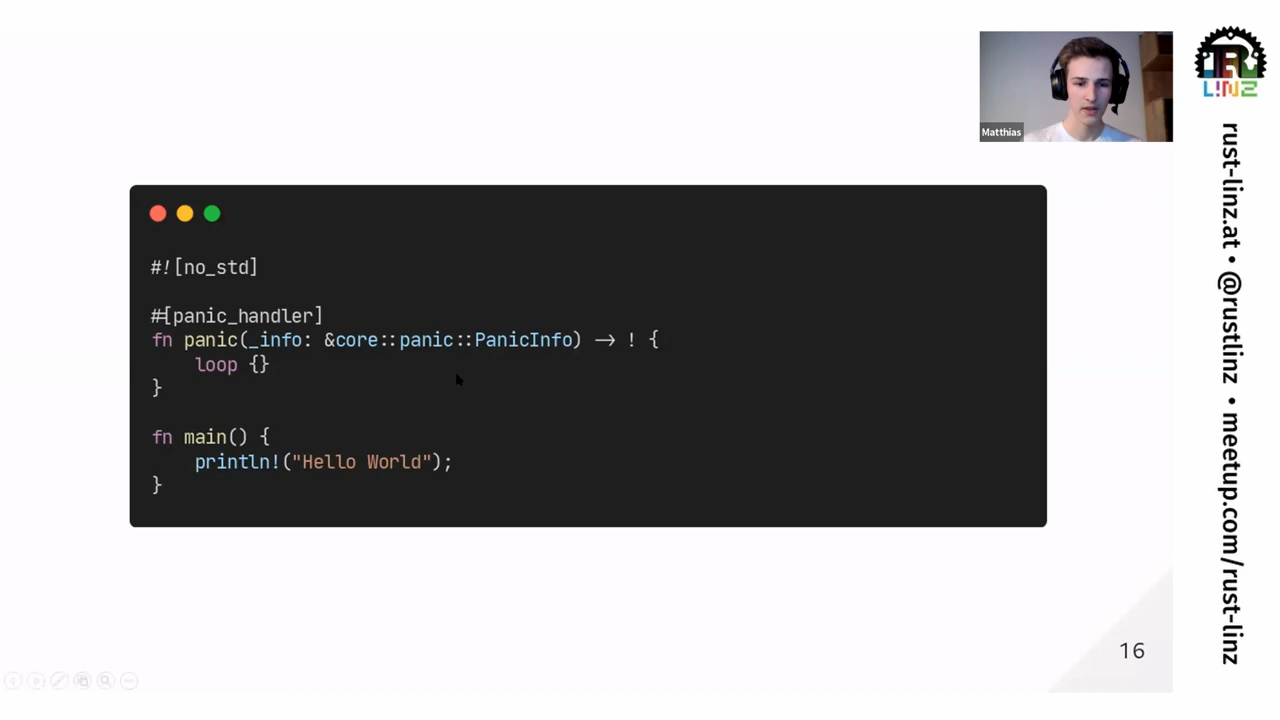 #![no_std]
#[panic_handler]
fn panic(_info: &core::panic::PanicInfo) -> ! {
    loop {}
}
fn main() {
    println!("Hello World");
}
16
Matthias
R
L!NZ
rust-linz.at • @rustlinz • meetup.com/rust-linz